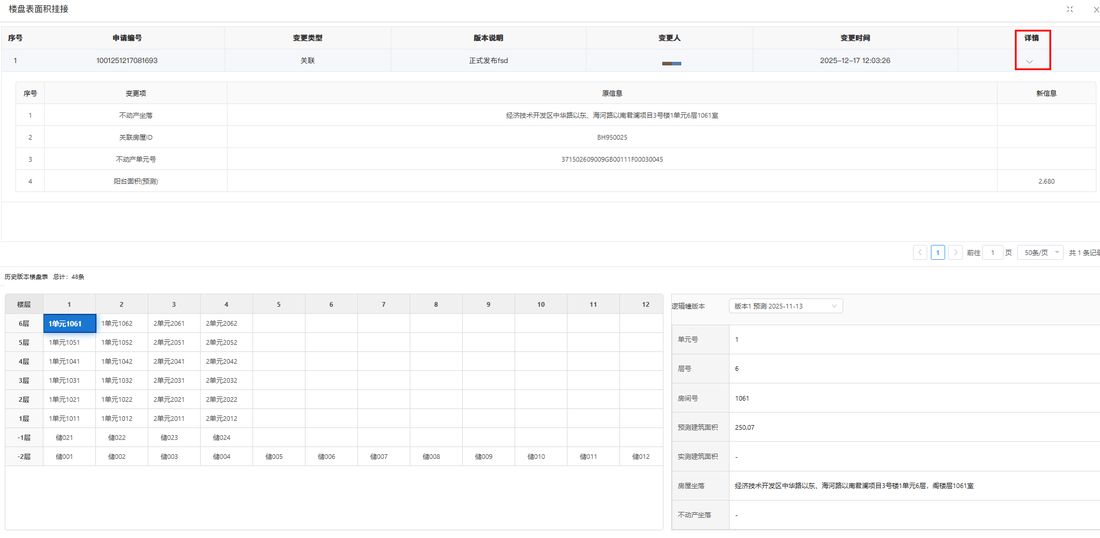 楼盘表面积挂接
序号 申请编号 变更类型 版本说明 变更人 变更时间 详情
1 1001251217081693 关联 正式发布fsd 2025-12-17 12:03:26
序号 变更项 原信息 新信息
1 不动产坐落 经济技术开发区中华路以东、海河路以南君澜项目3号楼1单元6层1061室
2 关联房屋ID BH950025
3 不动产单元号 371502609009GB00111F00030045
4 阳台面积(预测) 2.680
1 前往 1 页 50条/页 共 1 条记录
历史版本楼盘表 总计：48条
楼层 1 2 3 4 5 6 7 8 9 10 11 12
6层 1单元1061 1单元1062 2单元2061 2单元2062
5层 1单元1051 1单元1052 2单元2051 2单元2052
4层 1单元1041 1单元1042 2单元2041 2单元2042
3层 1单元1031 1单元1032 2单元2031 2单元2032
2层 1单元1021 1单元1022 2单元2021 2单元2022
1层 1单元1011 1单元1012 2单元2011 2单元2012
-1层 储021 储022 储023 储024
-2层 储001 储002 储003 储004 储005 储006 储007 储008 储009 储010 储011 储012
逻辑幢版本 版本1 预测 2025-11-13
单元号 1
层号 6
房间号 1061
预测建筑面积 250.07
实测建筑面积 -
房屋坐落 经济技术开发区中华路以东、海河路以南君澜项目3号楼1单元6层，阁楼层1061室
不动产坐落 -